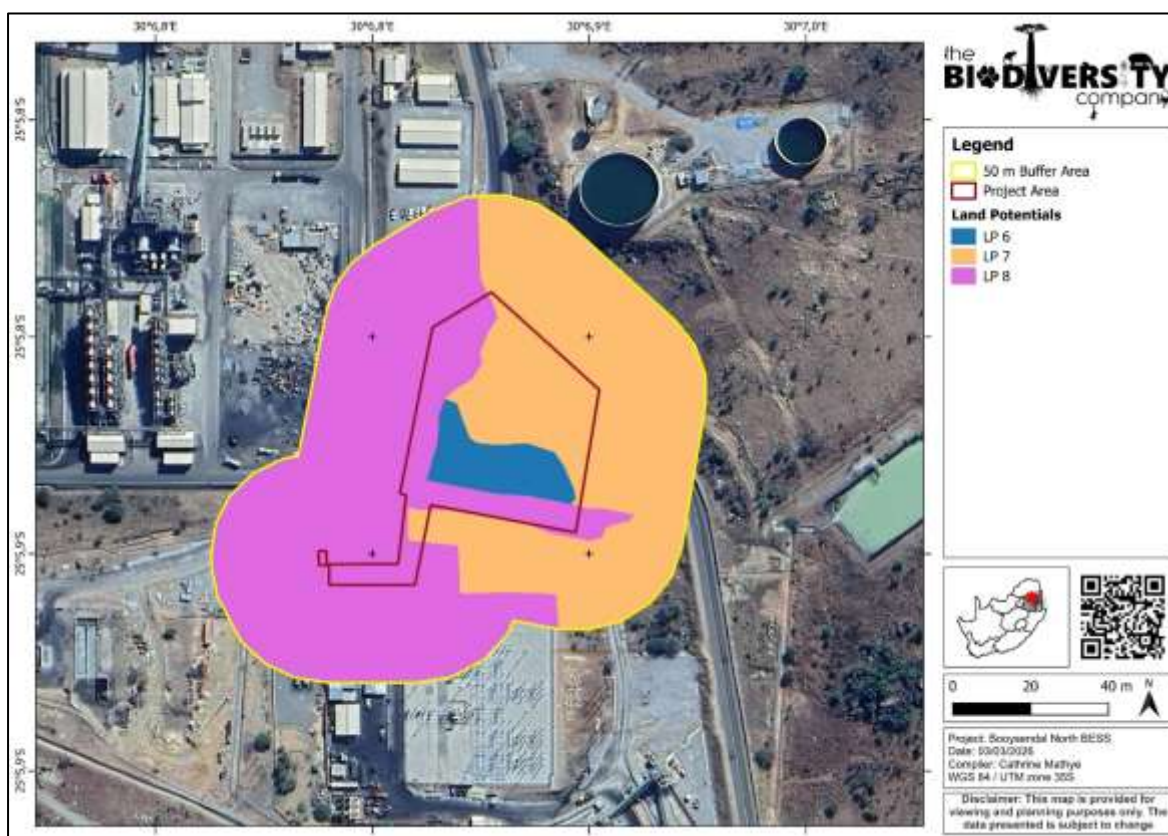 30°6,8'E 30°6,8'E 30°6,9'E 30°7,0'E
25°5,8'S
25°5,8'S
25°5,9'S
25°5,9'S
the
BIODIVERSITY
company
Legend
50 m Buffer Area
Project Area
Land Potentials
LP 6
LP 7
LP 8
0 20 40 m N
Project: Booysendal North BESS
Date: 03/03/2026
Compiler: Cathrine Mathye
WGS 84 / UTM zone 36S
Disclaimer: This map is provided for
viewing and planning purposes only. The
data presented is subject to change